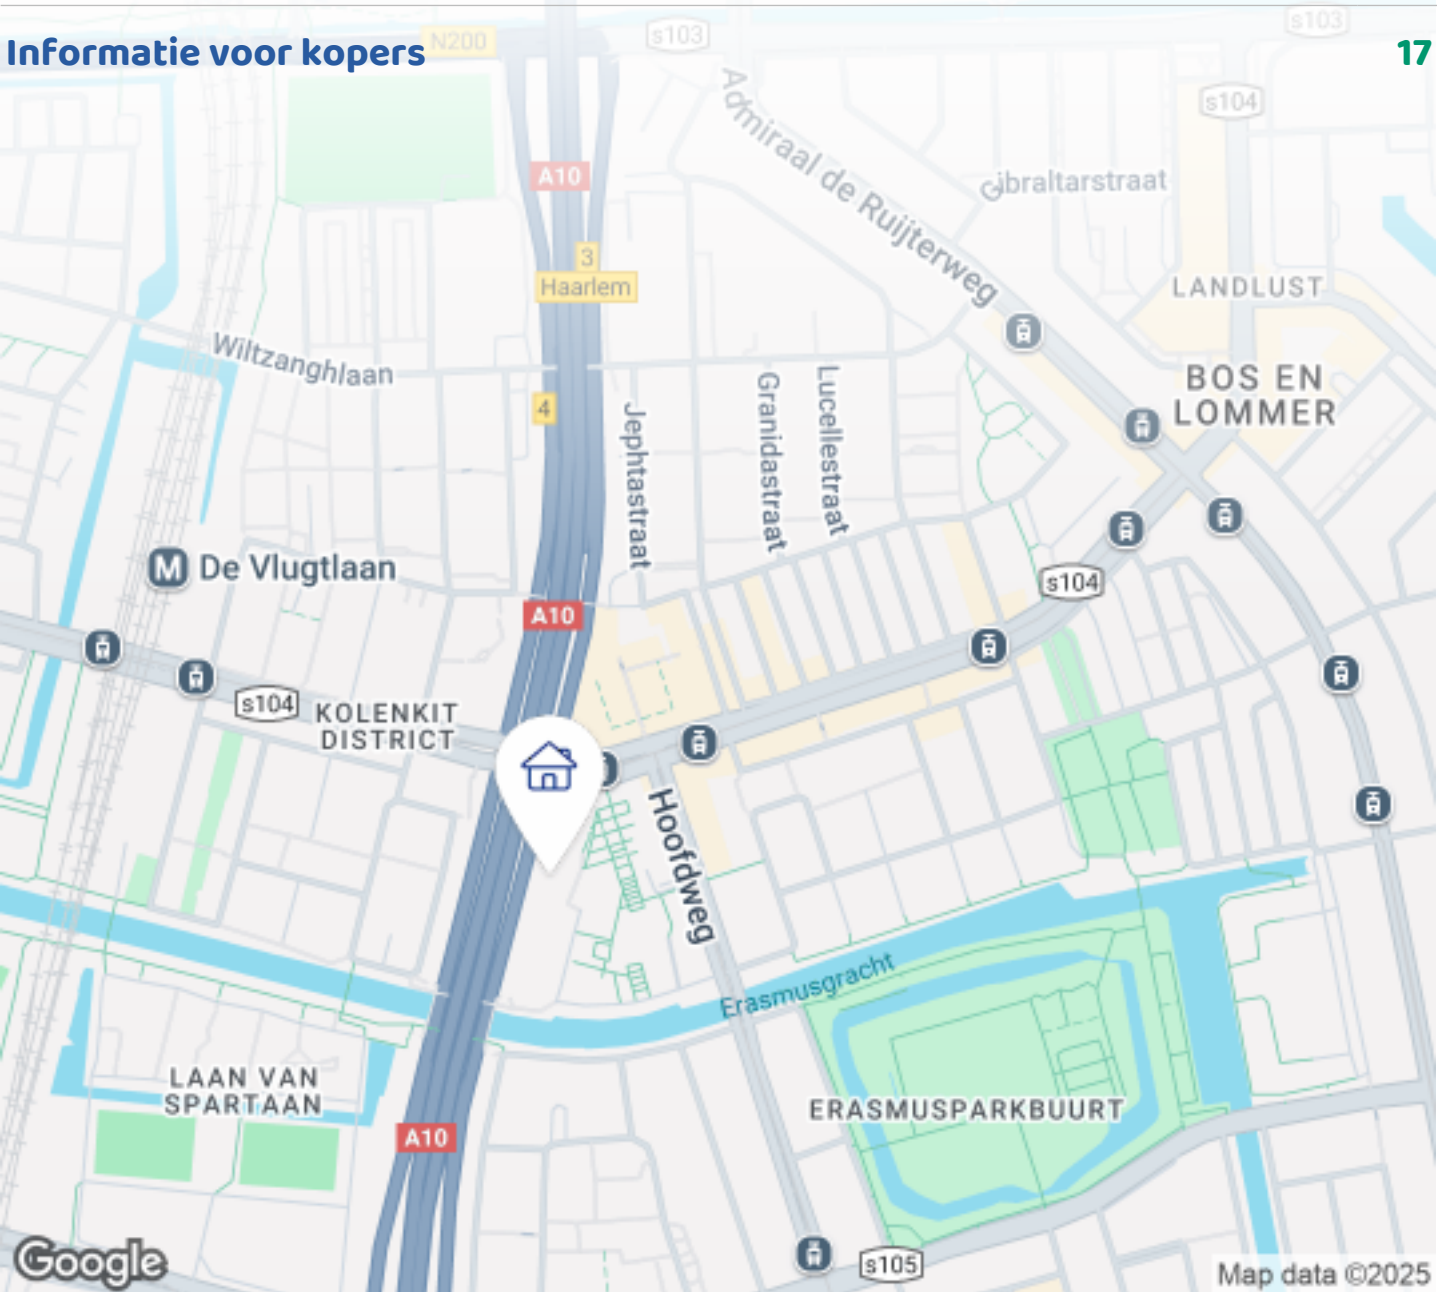 Informatie voor kopers
17
N200
s103
s103
s104
Admiraal de Ruijterweg
A10
Gibraltarstraat
3
Haarlem
LANDLUST
Wiltzanghlaan
4
BOS EN
LOMMER
Jephtastraat
Granidastraat
Lucellestraat
M De Vlugtlaan
s104
A10
s104
KOLENKIT
DISTRICT
Hoofdweg
Erasmusgracht
LAAN VAN
SPARTAAN
ERASMUSPARKBUURT
A10
s105
Google
Map data ©2025